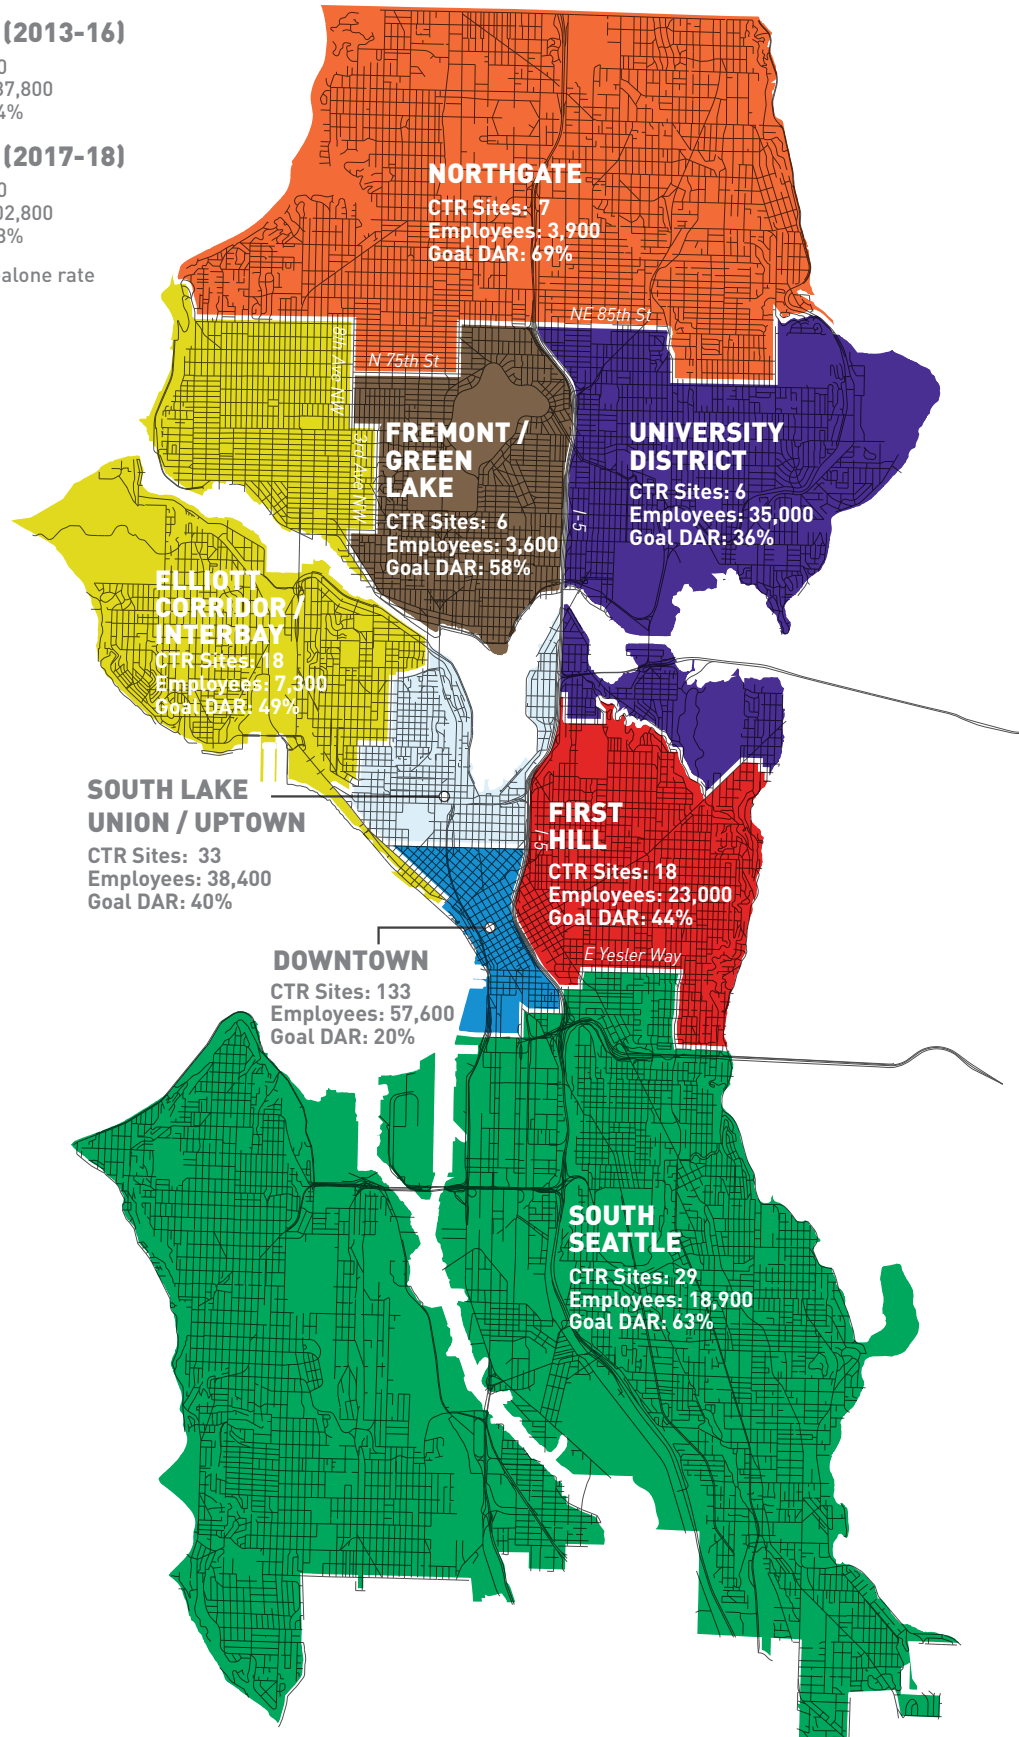 (2013-16)
0
37,800
4%
(2017-18)
0
02,800
3%
alone rate
NORTHGATE
CTR Sites: 7
Employees: 3,900
Goal DAR: 69%
NE 85th St
8th Ave NW
N 75th St
3rd Ave NW
FREMONT /
GREEN
LAKE
CTR Sites: 6
Employees: 3,600
Goal DAR: 58%
UNIVERSITY
DISTRICT
CTR Sites: 6
Employees: 35,000
Goal DAR: 36%
I-5
ELLIOTT
CORRIDOR /
INTERBAY
CTR Sites: 18
Employees: 7,300
Goal DAR: 49%
SOUTH LAKE
UNION / UPTOWN
CTR Sites: 33
Employees: 38,400
Goal DAR: 40%
I-5
FIRST
HILL
CTR Sites: 18
Employees: 23,000
Goal DAR: 44%
E Yesler Way
DOWNTOWN
CTR Sites: 133
Employees: 57,600
Goal DAR: 20%
SOUTH
SEATTLE
CTR Sites: 29
Employees: 18,900
Goal DAR: 63%